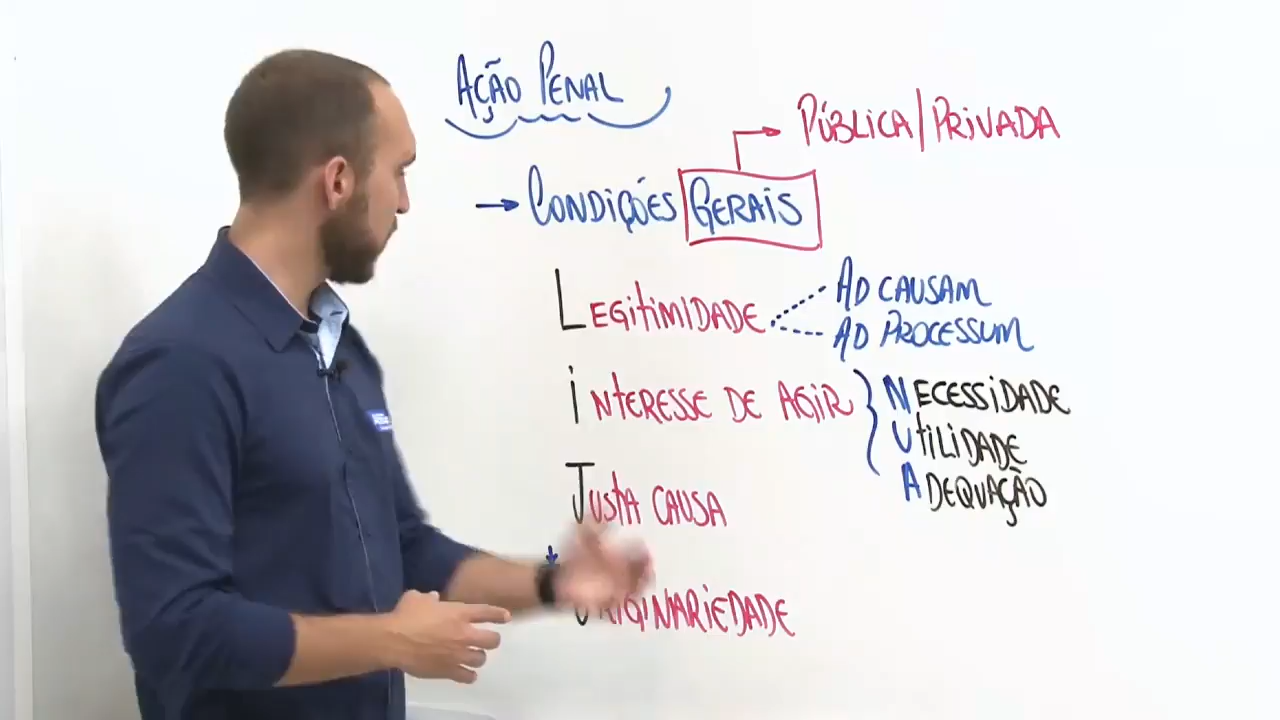 AÇÃO PENAL
PÚBLICA/PRIVADA
→ CONDIÇÕES GERAIS
LEGITIMIDADE
AD CAUSAM
AD PROCESSUM
INTERESSE DE AGIR
NECESSIDADE
UTILIDADE
ADEQUAÇÃO
JUSTA CAUSA
ORIGINARIEDADE